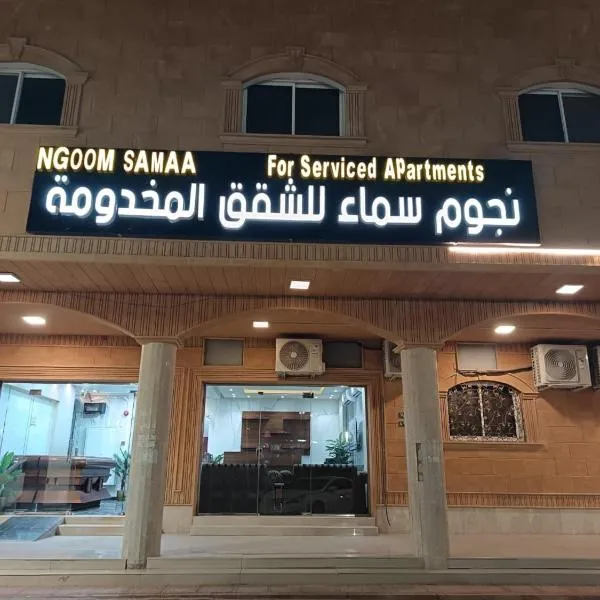 NGOOM SAMAA For Serviced APartments
نجوم سماء للشقق المخدومة